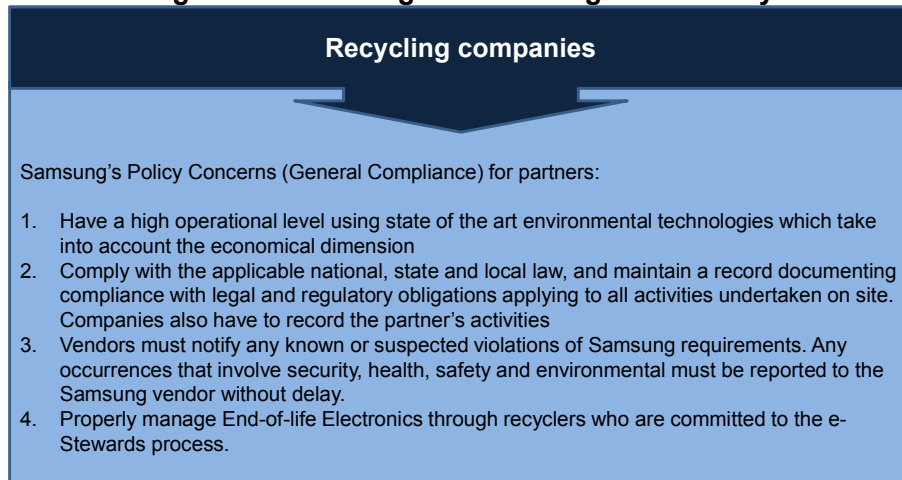 Recycling companies
Samsung’s Policy Concerns (General Compliance) for partners:
1. Have a high operational level using state of the art environmental technologies which take
into account the economical dimension
2. Comply with the applicable national, state and local law, and maintain a record documenting
compliance with legal and regulatory obligations applying to all activities undertaken on site.
Companies also have to record the partner’s activities
3. Vendors must notify any known or suspected violations of Samsung requirements. Any
occurrences that involve security, health, safety and environmental must be reported to the
Samsung vendor without delay.
4. Properly manage End-of-life Electronics through recyclers who are committed to the e-
Stewards process.